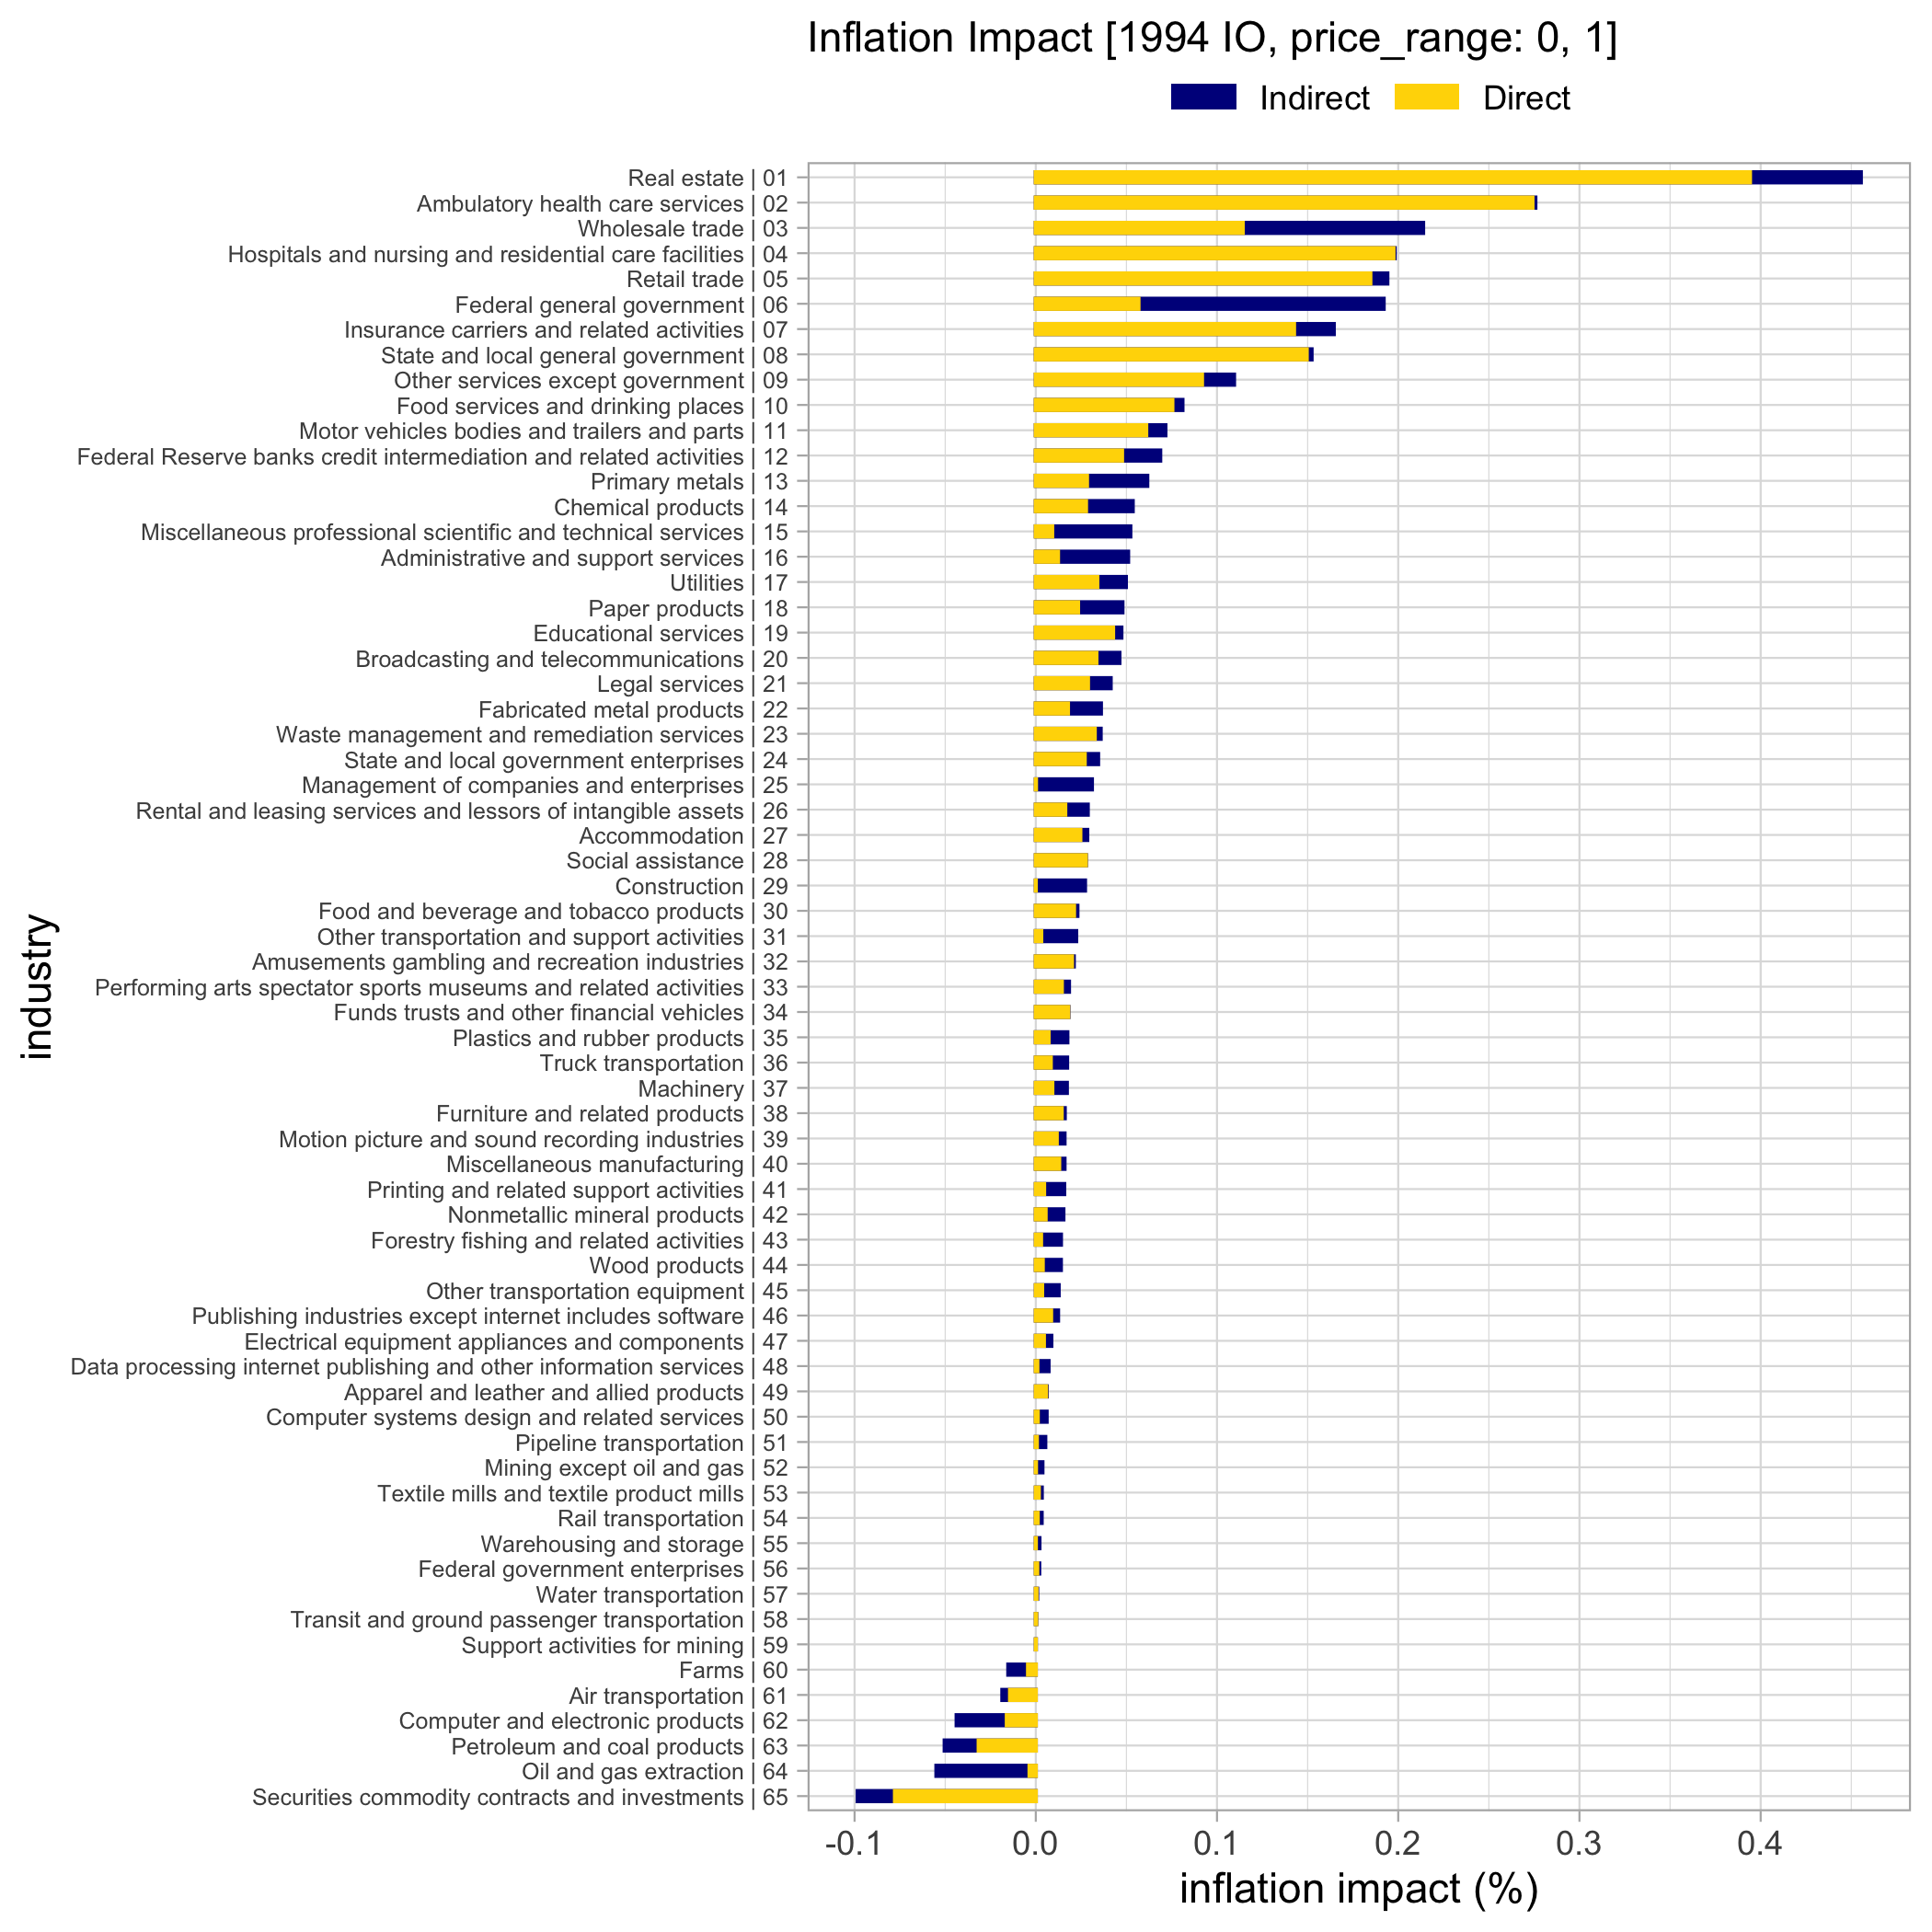 Inflation Impact [1994 IO, price_range: 0, 1]
Indirect Direct
Real estate | 01
Ambulatory health care services | 02
Wholesale trade | 03
Hospitals and nursing and residential care facilities | 04
Retail trade | 05
Federal general government | 06
Insurance carriers and related activities | 07
State and local general government | 08
Other services except government | 09
Food services and drinking places | 10
Motor vehicles bodies and trailers and parts | 11
Federal Reserve banks credit intermediation and related activities | 12
Primary metals | 13
Chemical products | 14
Miscellaneous professional scientific and technical services | 15
Administrative and support services | 16
Utilities | 17
Paper products | 18
Educational services | 19
Broadcasting and telecommunications | 20
Legal services | 21
Fabricated metal products | 22
Waste management and remediation services | 23
State and local government enterprises | 24
Management of companies and enterprises | 25
Rental and leasing services and lessors of intangible assets | 26
Accommodation | 27
Social assistance | 28
Construction | 29
Food and beverage and tobacco products | 30
Other transportation and support activities | 31
Amusements gambling and recreation industries | 32
Performing arts spectator sports museums and related activities | 33
Funds trusts and other financial vehicles | 34
Plastics and rubber products | 35
Truck transportation | 36
Machinery | 37
Furniture and related products | 38
Motion picture and sound recording industries | 39
Miscellaneous manufacturing | 40
Printing and related support activities | 41
Nonmetallic mineral products | 42
Forestry fishing and related activities | 43
Wood products | 44
Other transportation equipment | 45
Publishing industries except internet includes software | 46
Electrical equipment appliances and components | 47
Data processing internet publishing and other information services | 48
Apparel and leather and allied products | 49
Computer systems design and related services | 50
Pipeline transportation | 51
Mining except oil and gas | 52
Textile mills and textile product mills | 53
Rail transportation | 54
Warehousing and storage | 55
Federal government enterprises | 56
Water transportation | 57
Transit and ground passenger transportation | 58
Support activities for mining | 59
Farms | 60
Air transportation | 61
Computer and electronic products | 62
Petroleum and coal products | 63
Oil and gas extraction | 64
Securities commodity contracts and investments | 65
industry
-0.1 0.0 0.1 0.2 0.3 0.4
inflation impact (%)